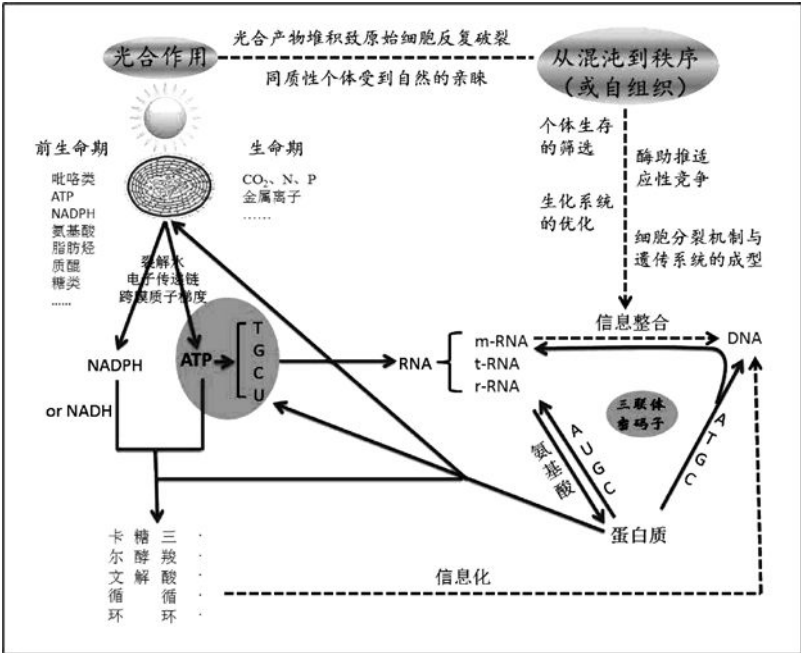 光合作用
光合产物堆积致原始细胞反复破裂
同质性个体受到自然的亲睐
从混沌到秩序
(或自组织)
前生命期
吡咯类
ATP
NADPH
氨基酸
脂肪烃
质醌
糖类
......
生命期
CO₂、N、P
金属离子
......
个体生存
的筛选
酶助推适
应性竞争
生化系统
的优化
细胞分裂机制与
遗传系统的成型
裂解水
电子传递链
跨膜质子梯度
NADPH
or NADH
ATP
T
G
C
U
RNA
m-RNA
t-RNA
r-RNA
信息整合
DNA
三联体
密码子
AUGC
氨基酸
ATGC
蛋白质
卡尔文循环
糖酵解
三羧酸循环
.....
信息化